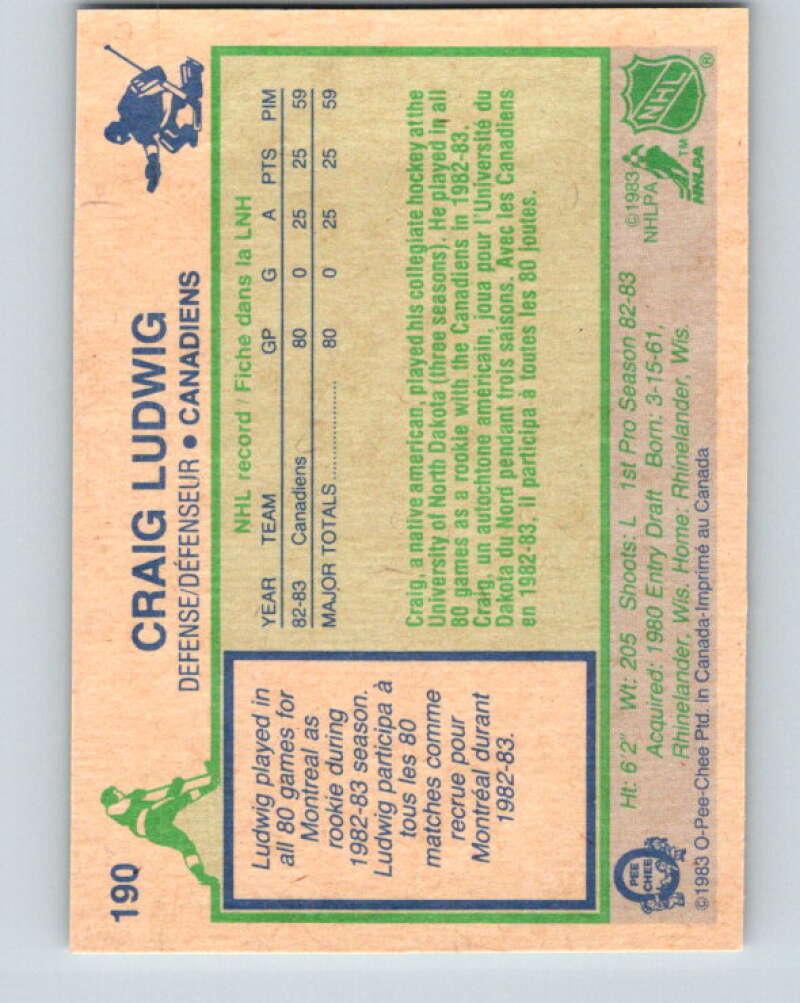 190
CRAIG LUDWIG
DEFENSE/DÉFENSEUR • CANADIENS
Ludwig played in
all 80 games for
Montreal as
rookie during
1982-83 season.
Ludwig participa à
tous les 80
matches comme
recrue pour
Montréal durant
1982-83.
NHL record / Fiche dans la LNH
YEAR TEAM GP G A PTS PIM
82-83 Canadiens 80 0 25 25 59
MAJOR TOTALS .................. 80 0 25 25 59
Craig, a native american, played his collegiate hockey at the
University of North Dakota (three seasons). He played in all
80 games as a rookie with the Canadiens in 1982-83.
Craig, un autochtone américain, joua pour l'Université du
Dakota du Nord pendant trois saisons. Avec les Canadiens
en 1982-83, il participa à toutes les 80 joutes.
O PEE CHEE
Ht: 6'2" Wt: 205 Shoots: L 1st Pro Season 82-83
Acquired: 1980 Entry Draft Born: 3-15-61,
Rhinelander, Wis. Home: Rhinelander, Wis.
©1983 O-Pee-Chee Ptd. in Canada-Imprimé au Canada
©1983
NHLPA
NHLPA
TM
NHL
®